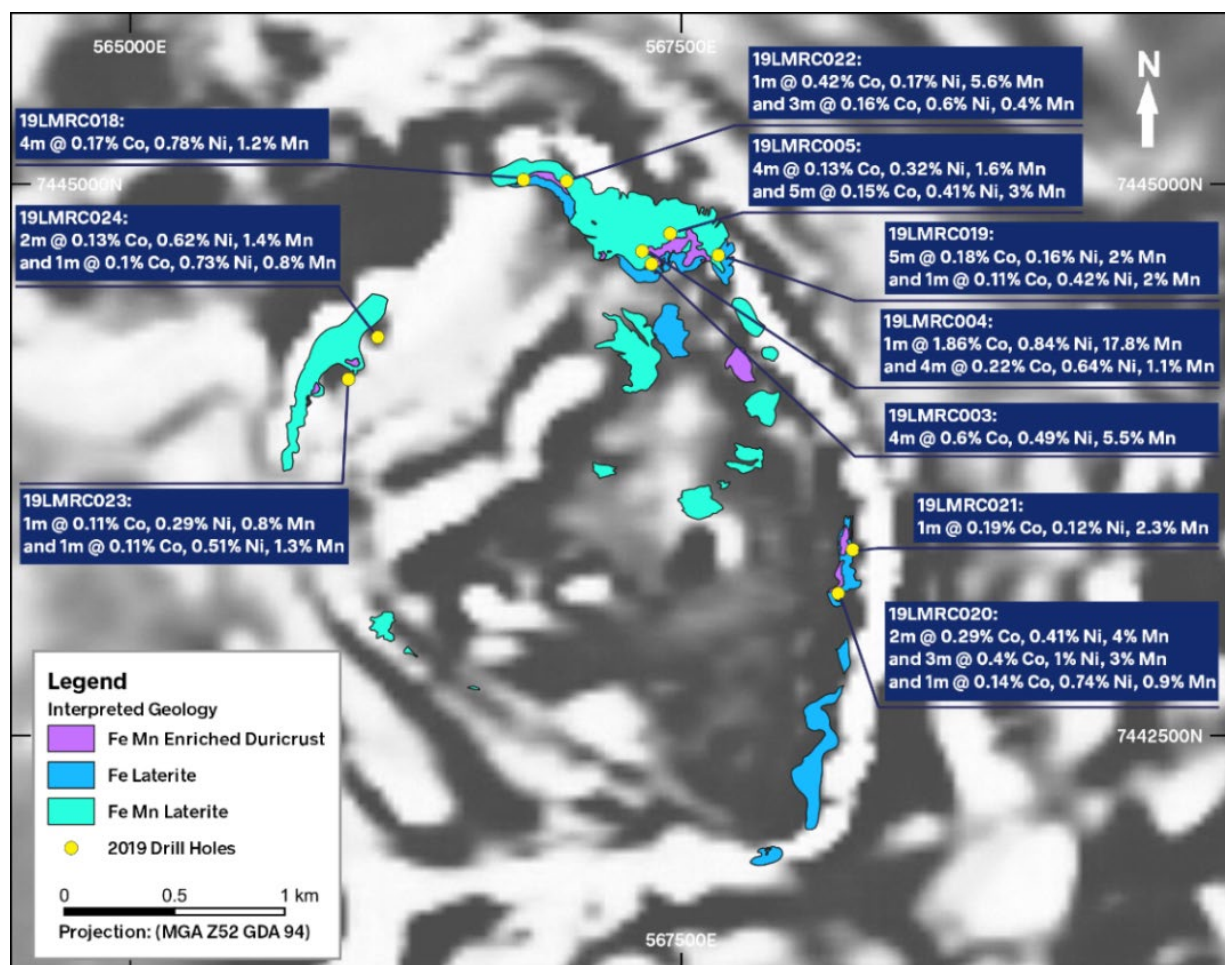 565000E
567500E
N
19LMRC022:
1m @ 0.42% Co, 0.17% Ni, 5.6% Mn
and 3m @ 0.16% Co, 0.6% Ni, 0.4% Mn
19LMRC018:
4m @ 0.17% Co, 0.78% Ni, 1.2% Mn
19LMRC005:
4m @ 0.13% Co, 0.32% Ni, 1.6% Mn
and 5m @ 0.15% Co, 0.41% Ni, 3% Mn
7445000N
7445000N
19LMRC024:
2m @ 0.13% Co, 0.62% Ni, 1.4% Mn
and 1m @ 0.1% Co, 0.73% Ni, 0.8% Mn
19LMRC019:
5m @ 0.18% Co, 0.16% Ni, 2% Mn
and 1m @ 0.11% Co, 0.42% Ni, 2% Mn
19LMRC004:
1m @ 1.86% Co, 0.84% Ni, 17.8% Mn
and 4m @ 0.22% Co, 0.64% Ni, 1.1% Mn
19LMRC003:
4m @ 0.6% Co, 0.49% Ni, 5.5% Mn
19LMRC023:
1m @ 0.11% Co, 0.29% Ni, 0.8% Mn
and 1m @ 0.11% Co, 0.51% Ni, 1.3% Mn
19LMRC021:
1m @ 0.19% Co, 0.12% Ni, 2.3% Mn
19LMRC020:
2m @ 0.29% Co, 0.41% Ni, 4% Mn
and 3m @ 0.4% Co, 1% Ni, 3% Mn
and 1m @ 0.14% Co, 0.74% Ni, 0.9% Mn
7442500N
Legend
Interpreted Geology
Fe Mn Enriched Duricrust
Fe Laterite
Fe Mn Laterite
2019 Drill Holes
0 0.5 1 km
Projection: (MGA Z52 GDA 94)
567500E